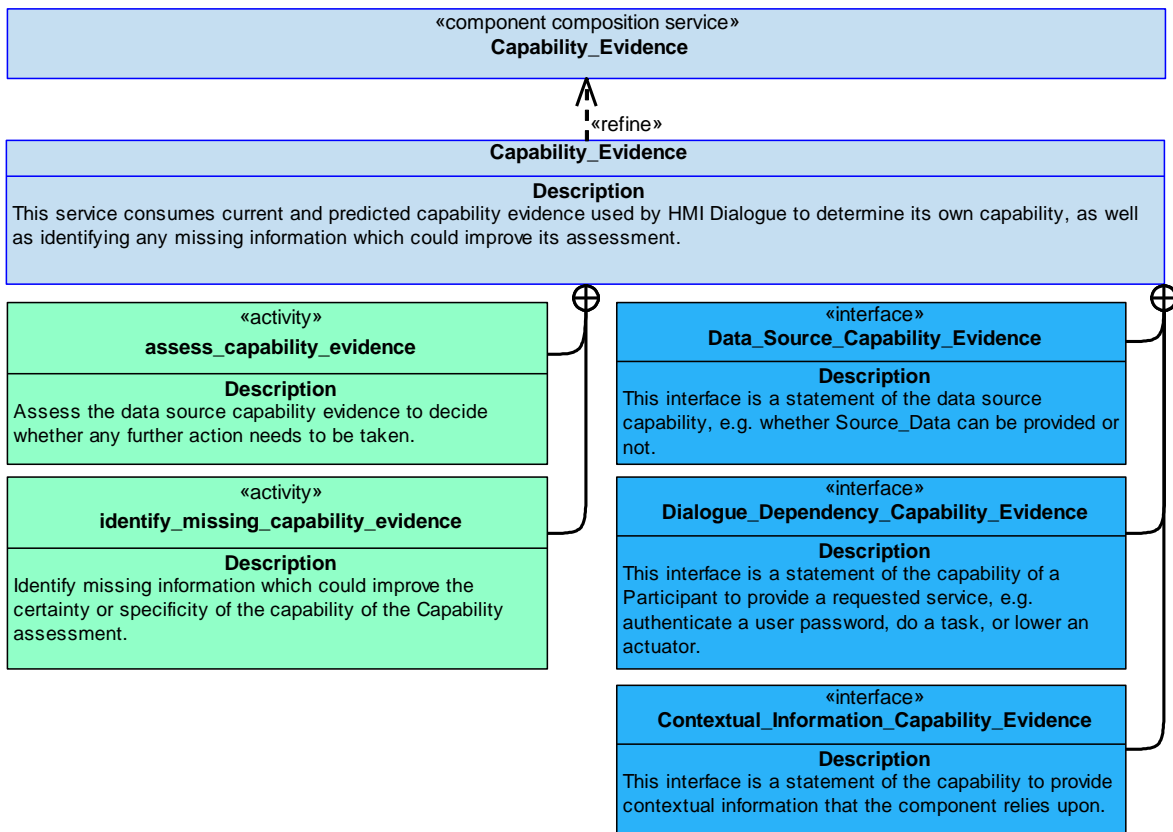 «component composition service»
Capability_Evidence
«refine»
Capability_Evidence
Description
This service consumes current and predicted capability evidence used by HMI Dialogue to determine its own capability, as well
as identifying any missing information which could improve its assessment.
«activity»
assess_capability_evidence
Description
Assess the data source capability evidence to decide
whether any further action needs to be taken.
«activity»
identify_missing_capability_evidence
Description
Identify missing information which could improve the
certainty or specificity of the capability of the Capability
assessment.
«interface»
Data_Source_Capability_Evidence
Description
This interface is a statement of the data source
capability, e.g. whether Source_Data can be provided or
not.
«interface»
Dialogue_Dependency_Capability_Evidence
Description
This interface is a statement of the capability of a
Participant to provide a requested service, e.g.
authenticate a user password, do a task, or lower an
actuator.
«interface»
Contextual_Information_Capability_Evidence
Description
This interface is a statement of the capability to provide
contextual information that the component relies upon.